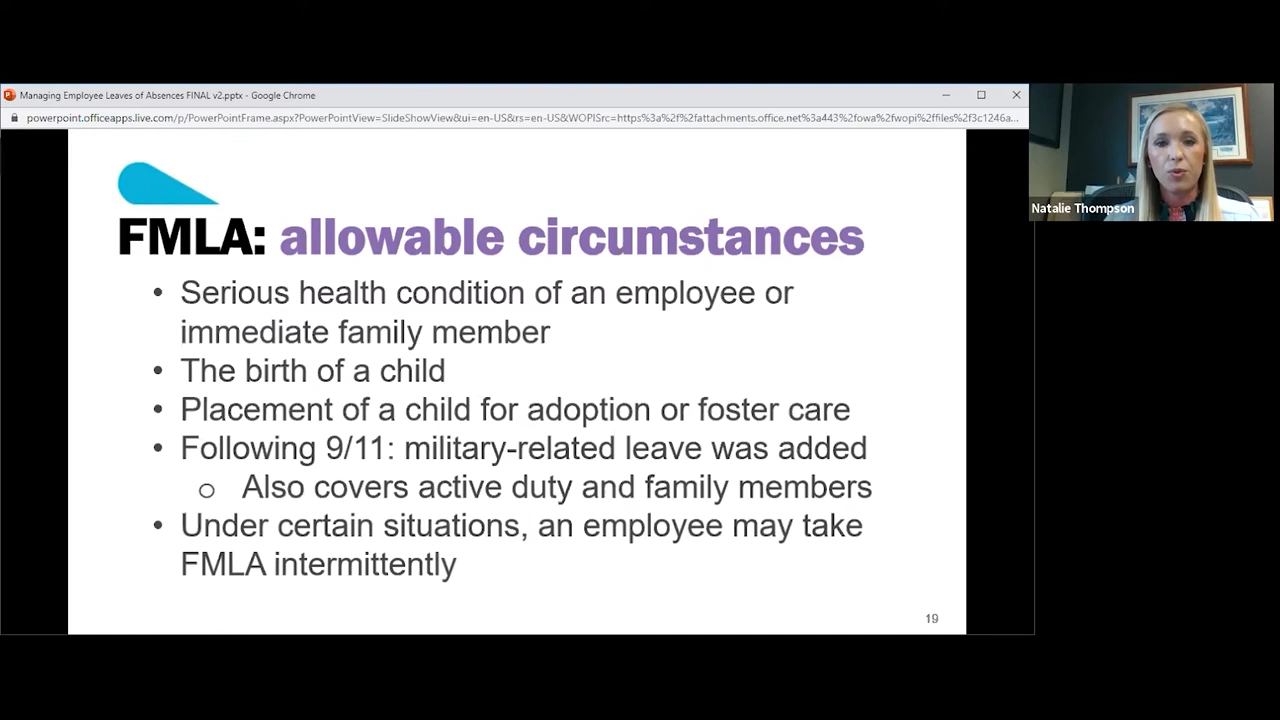 Managing Employee Leaves of Absences FINAL v2.pptx - Google Chrome
powerpoint.officeapps.live.com/p/PowerPointFrame.aspx?PowerPointView=SlideShowView&ui=en-US&rs=en-US&WOPISrc=https%3a%2f%2fattachments.office.net%3a443%2fowa%2fwopi%2ffiles%2f3c1246a...
Natalie Thompson
FMLA: allowable circumstances
• Serious health condition of an employee or
immediate family member
• The birth of a child
• Placement of a child for adoption or foster care
• Following 9/11: military-related leave was added
o Also covers active duty and family members
• Under certain situations, an employee may take
FMLA intermittently
19